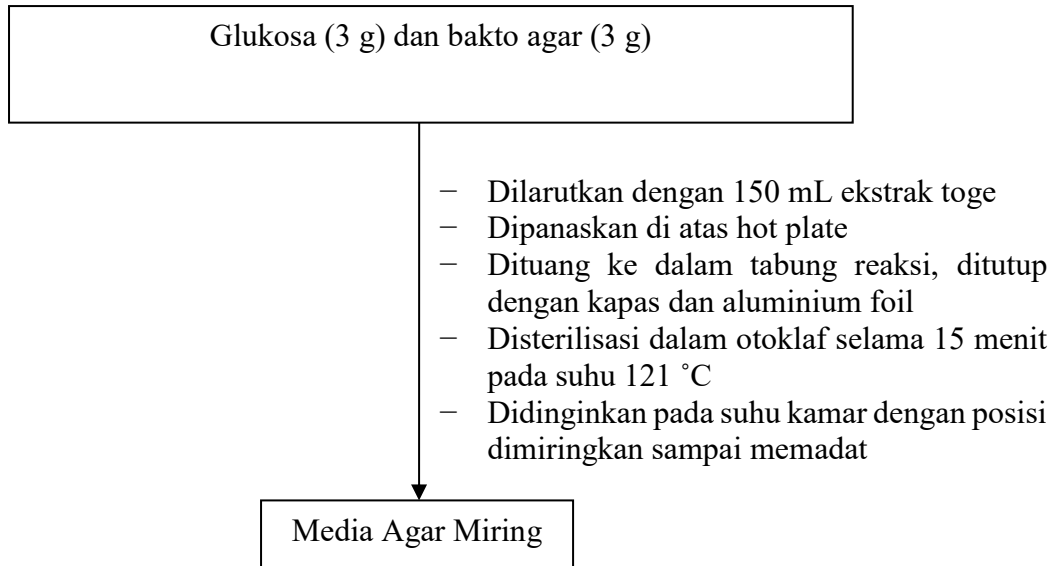 Glukosa (3 g) dan bakto agar (3 g)
− Dilarutkan dengan 150 mL ekstrak toge
− Dipanaskan di atas hot plate
− Dituang ke dalam tabung reaksi, ditutup
dengan kapas dan aluminium foil
− Disterilisasi dalam otoklaf selama 15 menit
pada suhu 121 ˚C
− Didinginkan pada suhu kamar dengan posisi
dimiringkan sampai memadat
Media Agar Miring